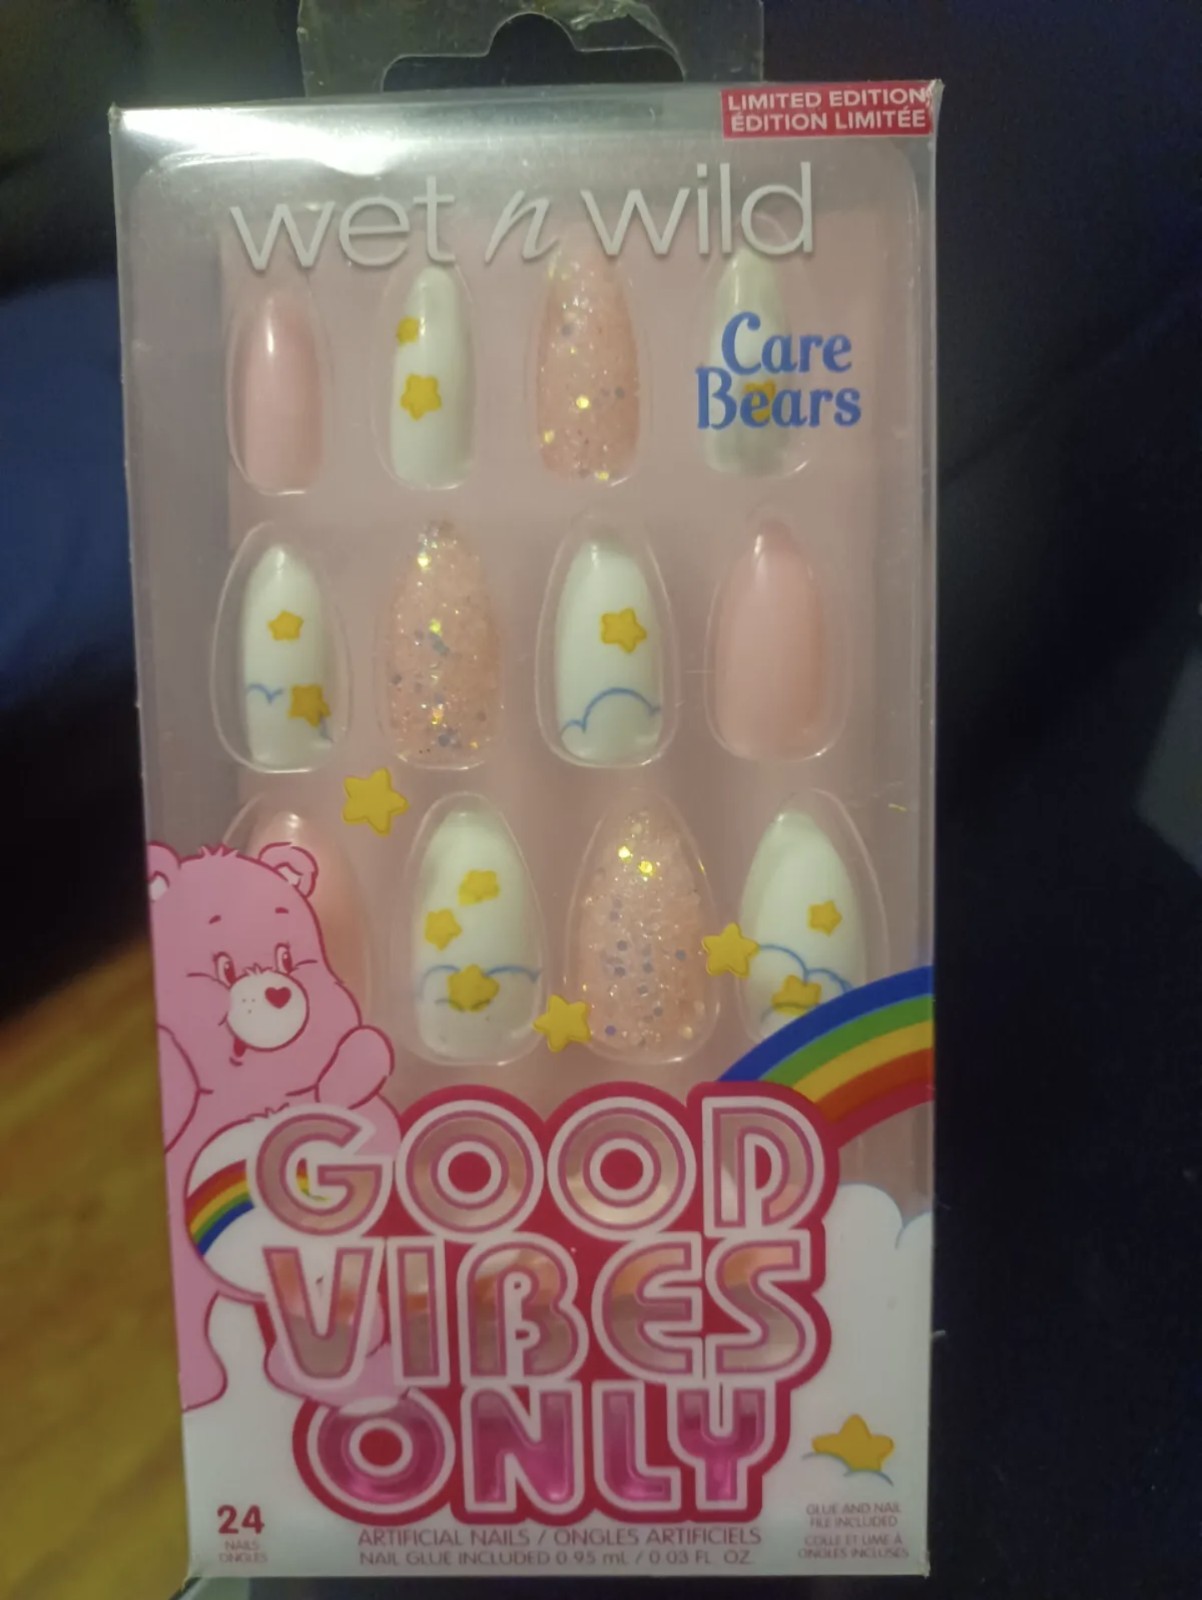 LIMITED EDITION
ÉDITION LIMITÉE
wet n wild
Care
Bears
GOOD
VIBES
ONLY
24
NAILS
ONGLES
ARTIFICIAL NAILS / ONGLES ARTIFICIELS
NAIL GLUE INCLUDED 0.95 mL / 0.03 FL. OZ.
GLUE AND NAIL
FILE INCLUDED
COLLE ET LIME À
ONGLES INCLUSES